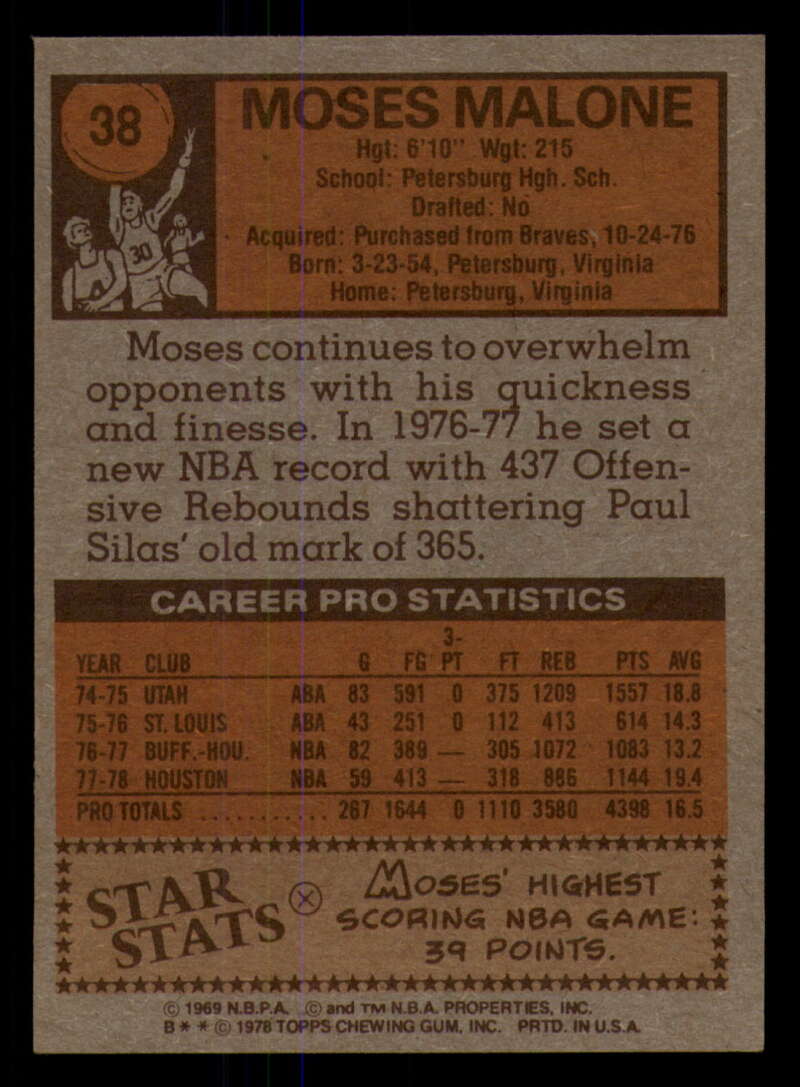 38
MOSES MALONE
Hgt: 6'10" Wgt: 215
School: Petersburg Hgh. Sch.
Drafted: No
Acquired: Purchased from Braves, 10-24-76
Born: 3-23-54, Petersburg, Virginia
Home: Petersburg, Virginia
30
Moses continues to overwhelm
opponents with his quickness
and finesse. In 1976-77 he set a
new NBA record with 437 Offen-
sive Rebounds shattering Paul
Silas' old mark of 365.
CAREER PRO STATISTICS
YEAR CLUB G FG 3-PT FT REB PTS AVG
74-75 UTAH ABA 83 591 0 375 1209 1557 18.8
75-76 ST. LOUIS ABA 43 251 0 112 413 614 14.3
76-77 BUFF.-HOU. NBA 82 389 — 305 1072 1083 13.2
77-78 HOUSTON NBA 59 413 — 318 886 1144 19.4
PRO TOTALS ........... 267 1644 0 1110 3580 4398 16.5
STAR STATS
MOSES' HIGHEST
SCORING NBA GAME:
39 POINTS.
© 1969 N.B.P.A. © and TM N.B.A. PROPERTIES, INC.
B * * © 1978 TOPPS CHEWING GUM, INC. PRTD. IN U.S.A.